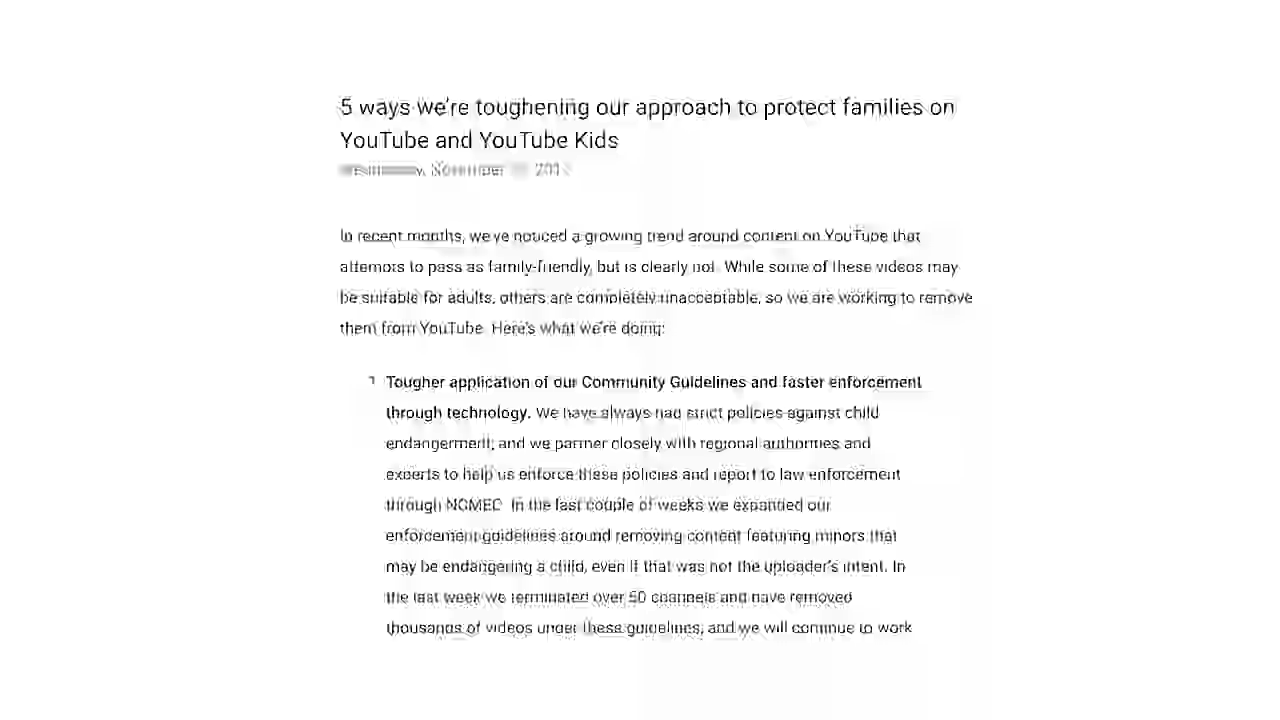 5 ways we're toughening our approach to protect families on
YouTube and YouTube Kids
November 201
In recent months, we've noticed a growing trend around content on YouTube that
attempts to pass as family-friendly, but is clearly not. While some of these videos may
be suitable for adults, others are completely unacceptable, so we are working to remove
them from YouTube. Here's what we're doing:
1 Tougher application of our Community Guidelines and faster enforcement
through technology. We have always had strict policies against child
endangerment, and we partner closely with regional authorities and
experts to help us enforce these policies and report to law enforcement
through NCMEC. In the last couple of weeks we expanded our
enforcement guidelines around removing content featuring minors that
may be endangering a child, even if that was not the uploader's intent. In
the last week we terminated over 50 channels and have removed
thousands of videos under these guidelines, and we will continue to work